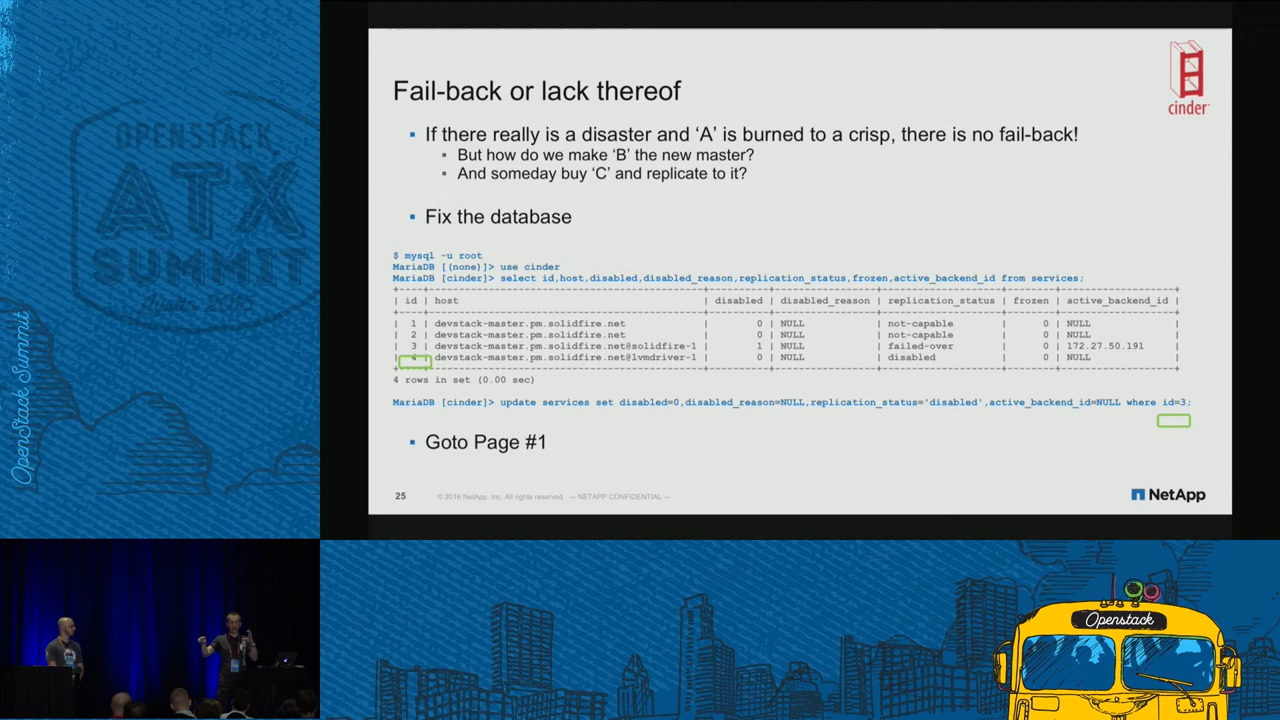 OPENSTACK
ATX
SUMMIT
Austin
OpenStack Summit
cinder
Fail-back or lack thereof
▪ If there really is a disaster and ‘A’ is burned to a crisp, there is no fail-back!
▪ But how do we make ‘B’ the new master?
▪ And someday buy ‘C’ and replicate to it?
▪ Fix the database
$ mysql -u root
MariaDB [(none)]> use cinder
MariaDB [cinder]> select id,host,disabled,disabled_reason,replication_status,frozen,active_backend_id from services;
| id | host | disabled | disabled_reason | replication_status | frozen | active_backend_id |
| 1 | devstack-master.pm.solidfire.net | 0 | NULL | not-capable | 0 | NULL |
| 2 | devstack-master.pm.solidfire.net | 0 | NULL | not-capable | 0 | NULL |
| 3 | devstack-master.pm.solidfire.net@solidfire-1 | 1 | NULL | failed-over | 0 | 172.27.50.191 |
| 4 | devstack-master.pm.solidfire.net@lvmdriver-1 | 0 | NULL | disabled | 0 | NULL |
4 rows in set (0.00 sec)
MariaDB [cinder]> update services set disabled=0,disabled_reason=NULL,replication_status='disabled',active_backend_id=NULL where id=3;
▪ Goto Page #1
25 © 2016 NetApp, Inc. All rights reserved. — NETAPP CONFIDENTIAL —
NetApp
Openstack